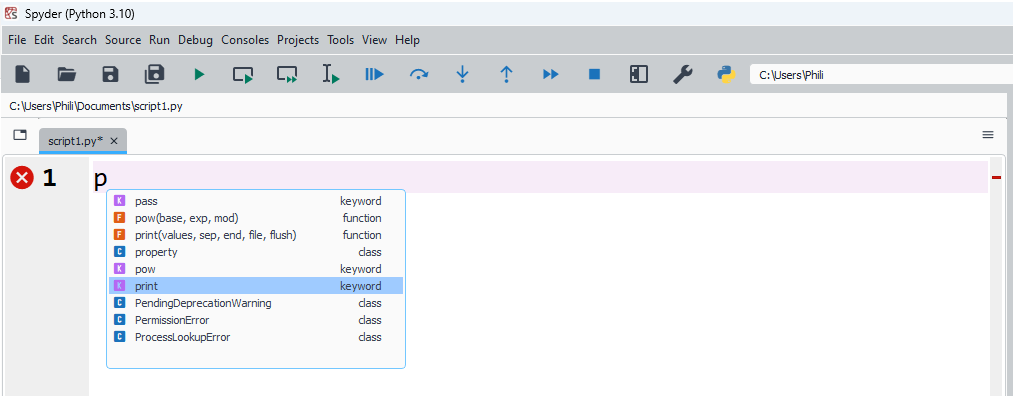 Spyder (Python 3.10)
File Edit Search Source Run Debug Consoles Projects Tools View Help
C:\Users\Phili
C:\Users\Phili\Documents\script1.py
script1.py* ×
1 p
K pass keyword
F pow(base, exp, mod) function
F print(values, sep, end, file, flush) function
C property class
K pow keyword
K print keyword
C PendingDeprecationWarning class
C PermissionError class
C ProcessLookupError class